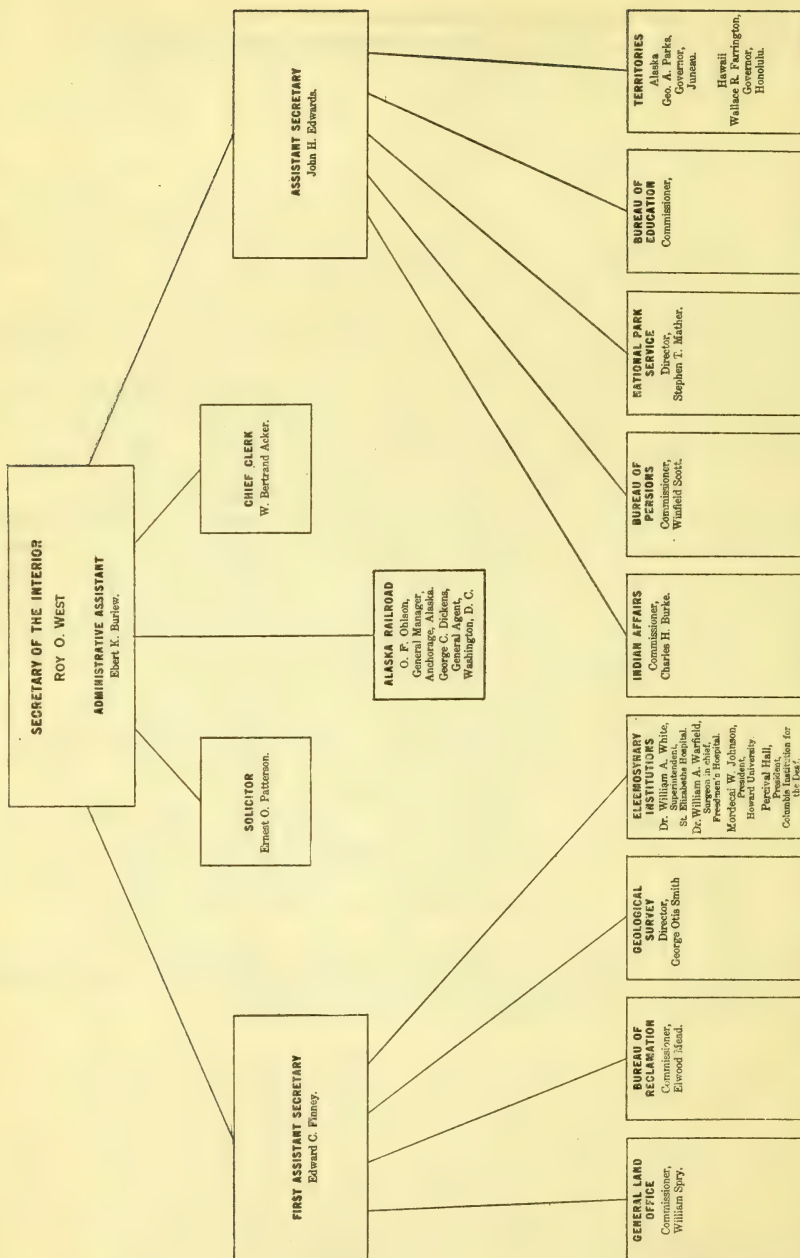 SECRETARY OF THE INTERIOR
ROY O. WEST
ADMINISTRATIVE ASSISTANT
Ebert K. Burlew.
FIRST ASSISTANT SECRETARY
Edward C. Finney.
SOLICITOR
Ernest O. Patterson.
ALASKA RAILROAD
O. F. Ohlson,
General Manager,
Anchorage, Alaska.
George C. Dickens,
General Agent,
Washington, D. C.
CHIEF CLERK
W. Bertrand Acker.
ASSISTANT SECRETARY
John H. Edwards.
GENERAL LAND
OFFICE
Commissioner,
William Spry.
BUREAU OF
RECLAMATION
Commissioner,
Elwood Mead.
GEOLOGICAL
SURVEY
Director,
George Otis Smith
ELEEMOSYNARY
INSTITUTIONS
Dr. William A. White,
Superintendent,
St. Elizabeths Hospital.
Dr. William A. Warfield,
Surgeon in chief,
Freedmen's Hospital.
Mordecai W. Johnson,
President,
Howard University
Percival Hall,
President,
Columbia Institution for
the Deaf.
INDIAN AFFAIRS
Commissioner,
Charles H. Burke.
BUREAU OF
PENSIONS
Commissioner,
Winfield Scott.
NATIONAL PARK
SERVICE
Director,
Stephen T. Mather.
BUREAU OF
EDUCATION
Commissioner,
TERRITORIES
Alaska
Geo. A. Parks,
Governor,
Juneau.
Hawaii
Wallace R. Farrington,
Governor,
Honolulu.